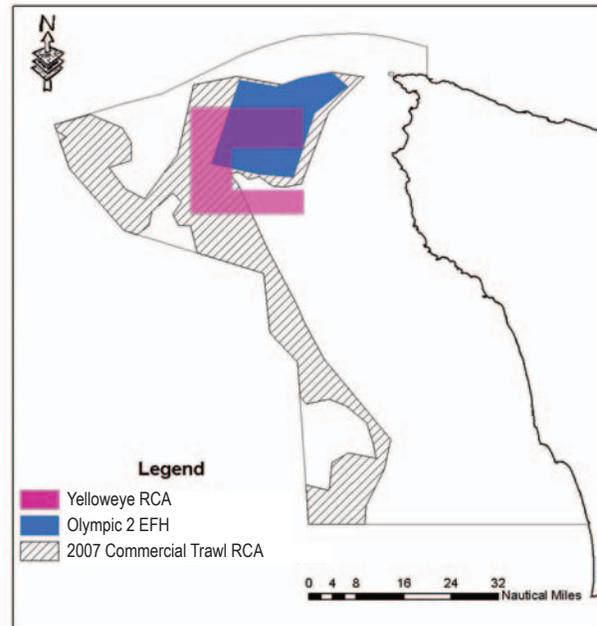 N
Legend
Yelloweye RCA
Olympic 2 EFH
2007 Commercial Trawl RCA
0 4 8 16 24 32
Nautical Miles